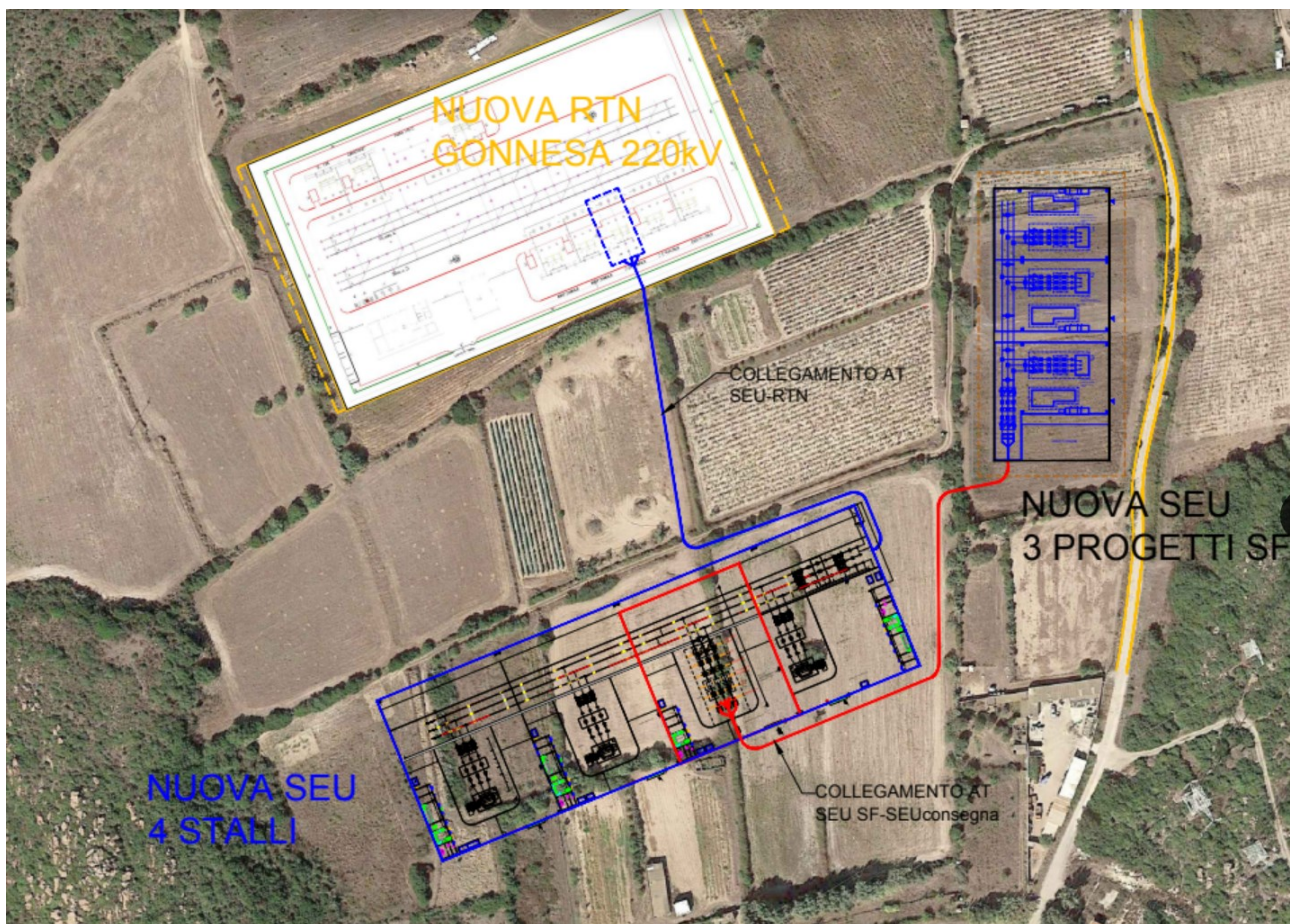 NUOVA RTN
GONNESA 220kV
COLLEGAMENTO AT
SEU-RTN
NUOVA SEU
3 PROGETTI SF
NUOVA SEU
4 STALLI
COLLEGAMENTO AT
SEU SF-SEUconsegna